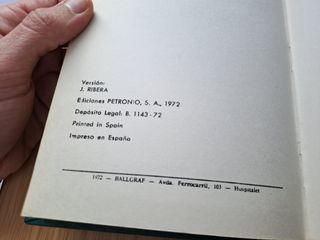 Versión:
J. RIBERA
Ediciones PETRONIO, S. A., 1972
Depósito Legal: B. 1143-72
Printed in Spain
Impreso en España
1972 — HALLGRAF — Avda. Ferrocarril, 103 — Hospitalet